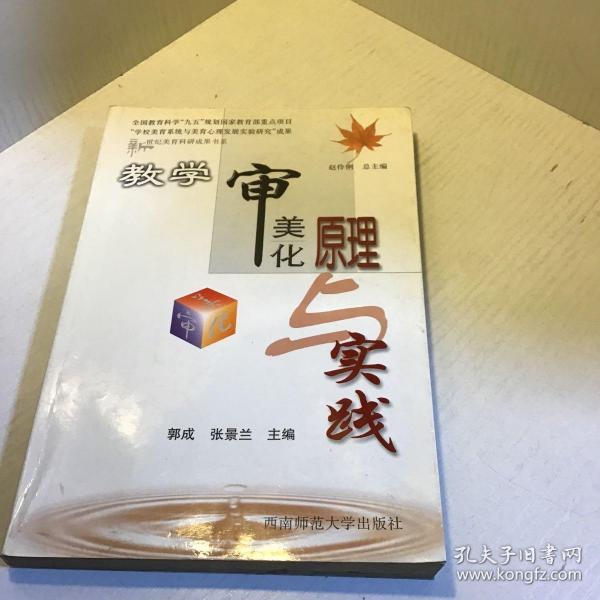 全国教育科学“九五”规划国家教育部重点项目
“学校美育系统与美育心理发展实验研究”成果
新世纪美育科研成果书系
赵伶俐 总主编
教学
审
美
化
原理
与
实践
审
化
郭成 张景兰 主编
西南师范大学出版社
孔夫子旧书网
www.kongfz.com